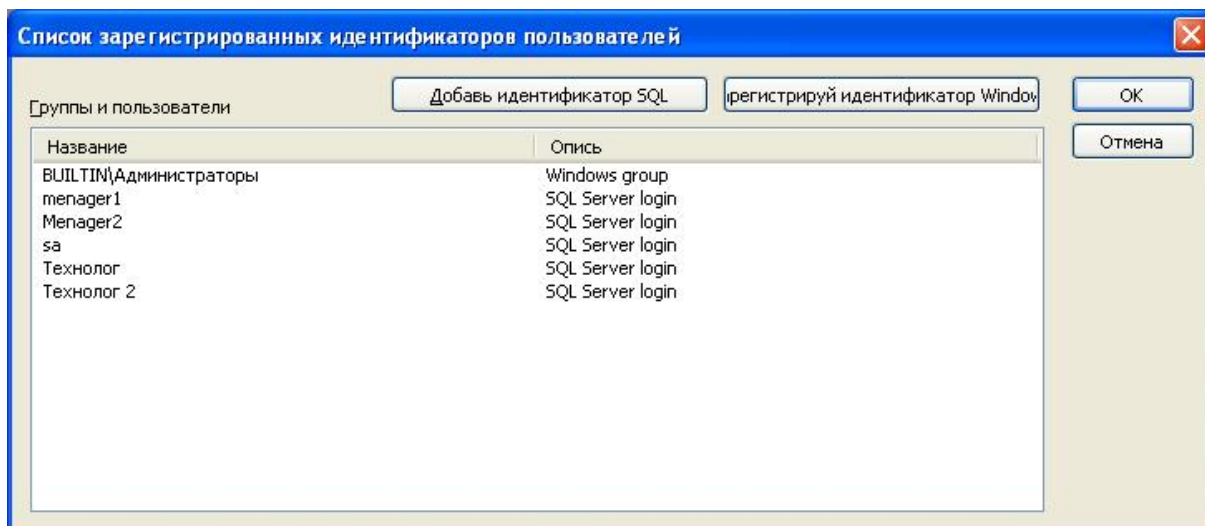 Список зарегистрированных идентификаторов пользователей
Группы и пользователи
Добавь идентификатор SQL
регистрируй идентификатор Window
OK
Отмена
Название Опись
BUILTIN\Администраторы Windows group
menager1 SQL Server login
Menager2 SQL Server login
sa SQL Server login
Технолог SQL Server login
Технолог 2 SQL Server login